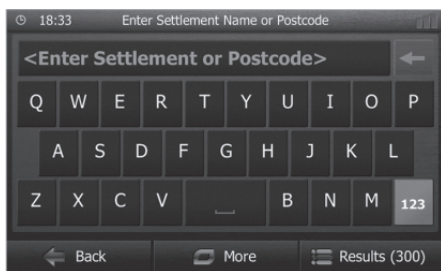 18:33 Enter Settlement Name or Postcode
<Enter Settlement or Postcode>
Q W E R T Y U I O P
A S D F G H J K L
Z X C V B N M 123
Back More Results (300)